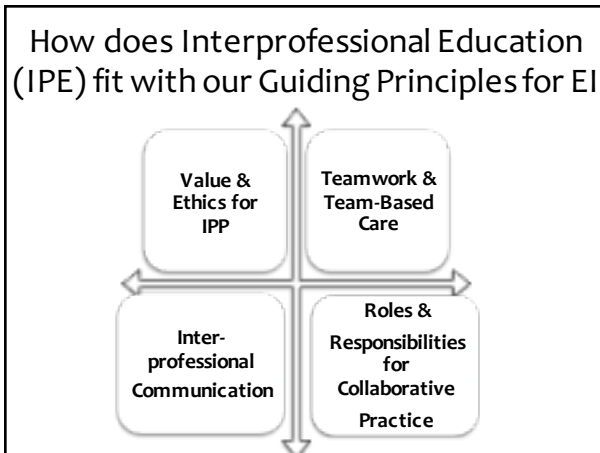 How does Interprofessional Education
(IPE) fit with our Guiding Principles for EI
Value &
Ethics for
IPP
Teamwork &
Team-Based
Care
Inter-
professional
Communication
Roles &
Responsibilities
for
Collaborative
Practice